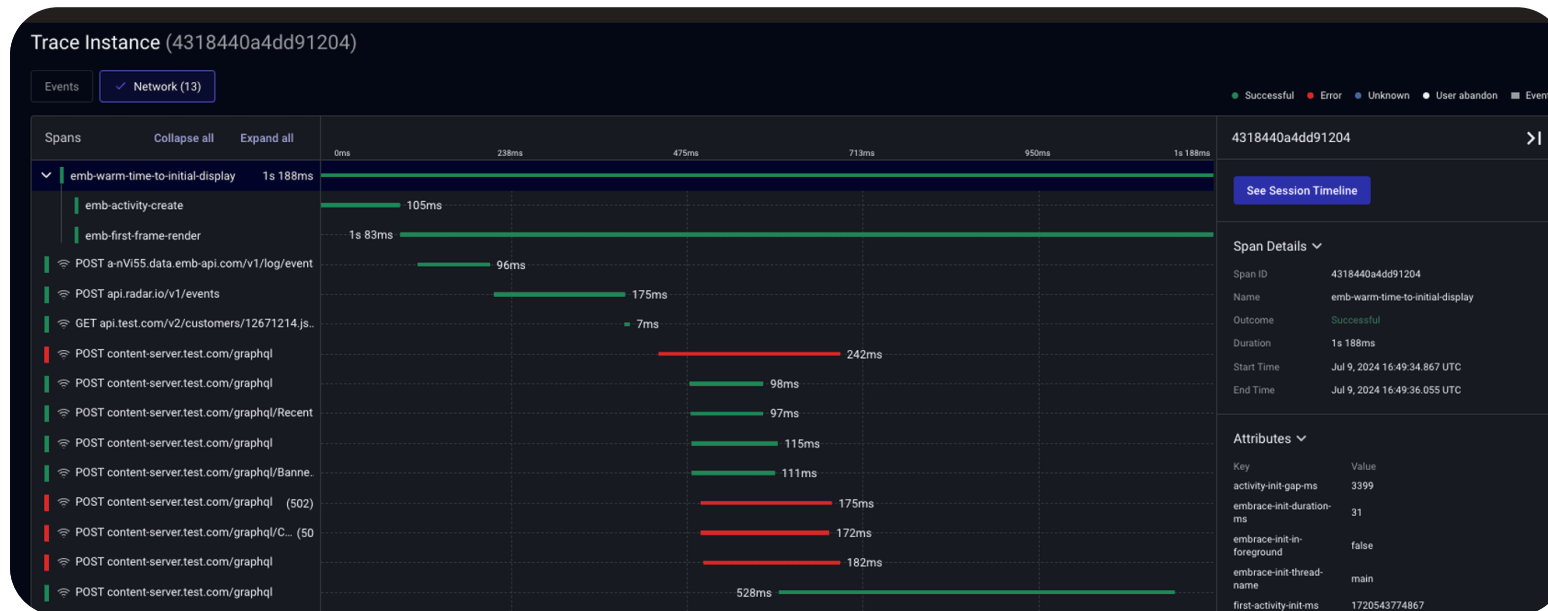 Trace Instance (4318440a4dd91204)
Events
Network (13)
Successful Error Unknown User abandon Event
Spans Collapse all Expand all
0ms 238ms 475ms 713ms 950ms 1s 188ms
emb-warm-time-to-initial-display 1s 188ms
emb-activity-create 105ms
emb-first-frame-render 1s 83ms
POST a-nVi55.data.emb-api.com/v1/log/event 96ms
POST api.radar.io/v1/events 175ms
GET api.test.com/v2/customers/12671214.js.. 7ms
POST content-server.test.com/graphql 242ms
POST content-server.test.com/graphql 98ms
POST content-server.test.com/graphql/Recent 97ms
POST content-server.test.com/graphql 115ms
POST content-server.test.com/graphql/Banne.. 111ms
POST content-server.test.com/graphql (502) 175ms
POST content-server.test.com/graphql/C... (50 172ms
POST content-server.test.com/graphql 182ms
POST content-server.test.com/graphql 528ms
4318440a4dd91204
See Session Timeline
Span Details
Span ID 4318440a4dd91204
Name emb-warm-time-to-initial-display
Outcome Successful
Duration 1s 188ms
Start Time Jul 9, 2024 16:49:34.867 UTC
End Time Jul 9, 2024 16:49:36.055 UTC
Attributes
Key Value
activity-init-gap-ms 3399
embrace-init-duration-
ms 31
embrace-init-in-
foreground false
embrace-init-thread-
name main
first-activity-init-ms 1720543774867